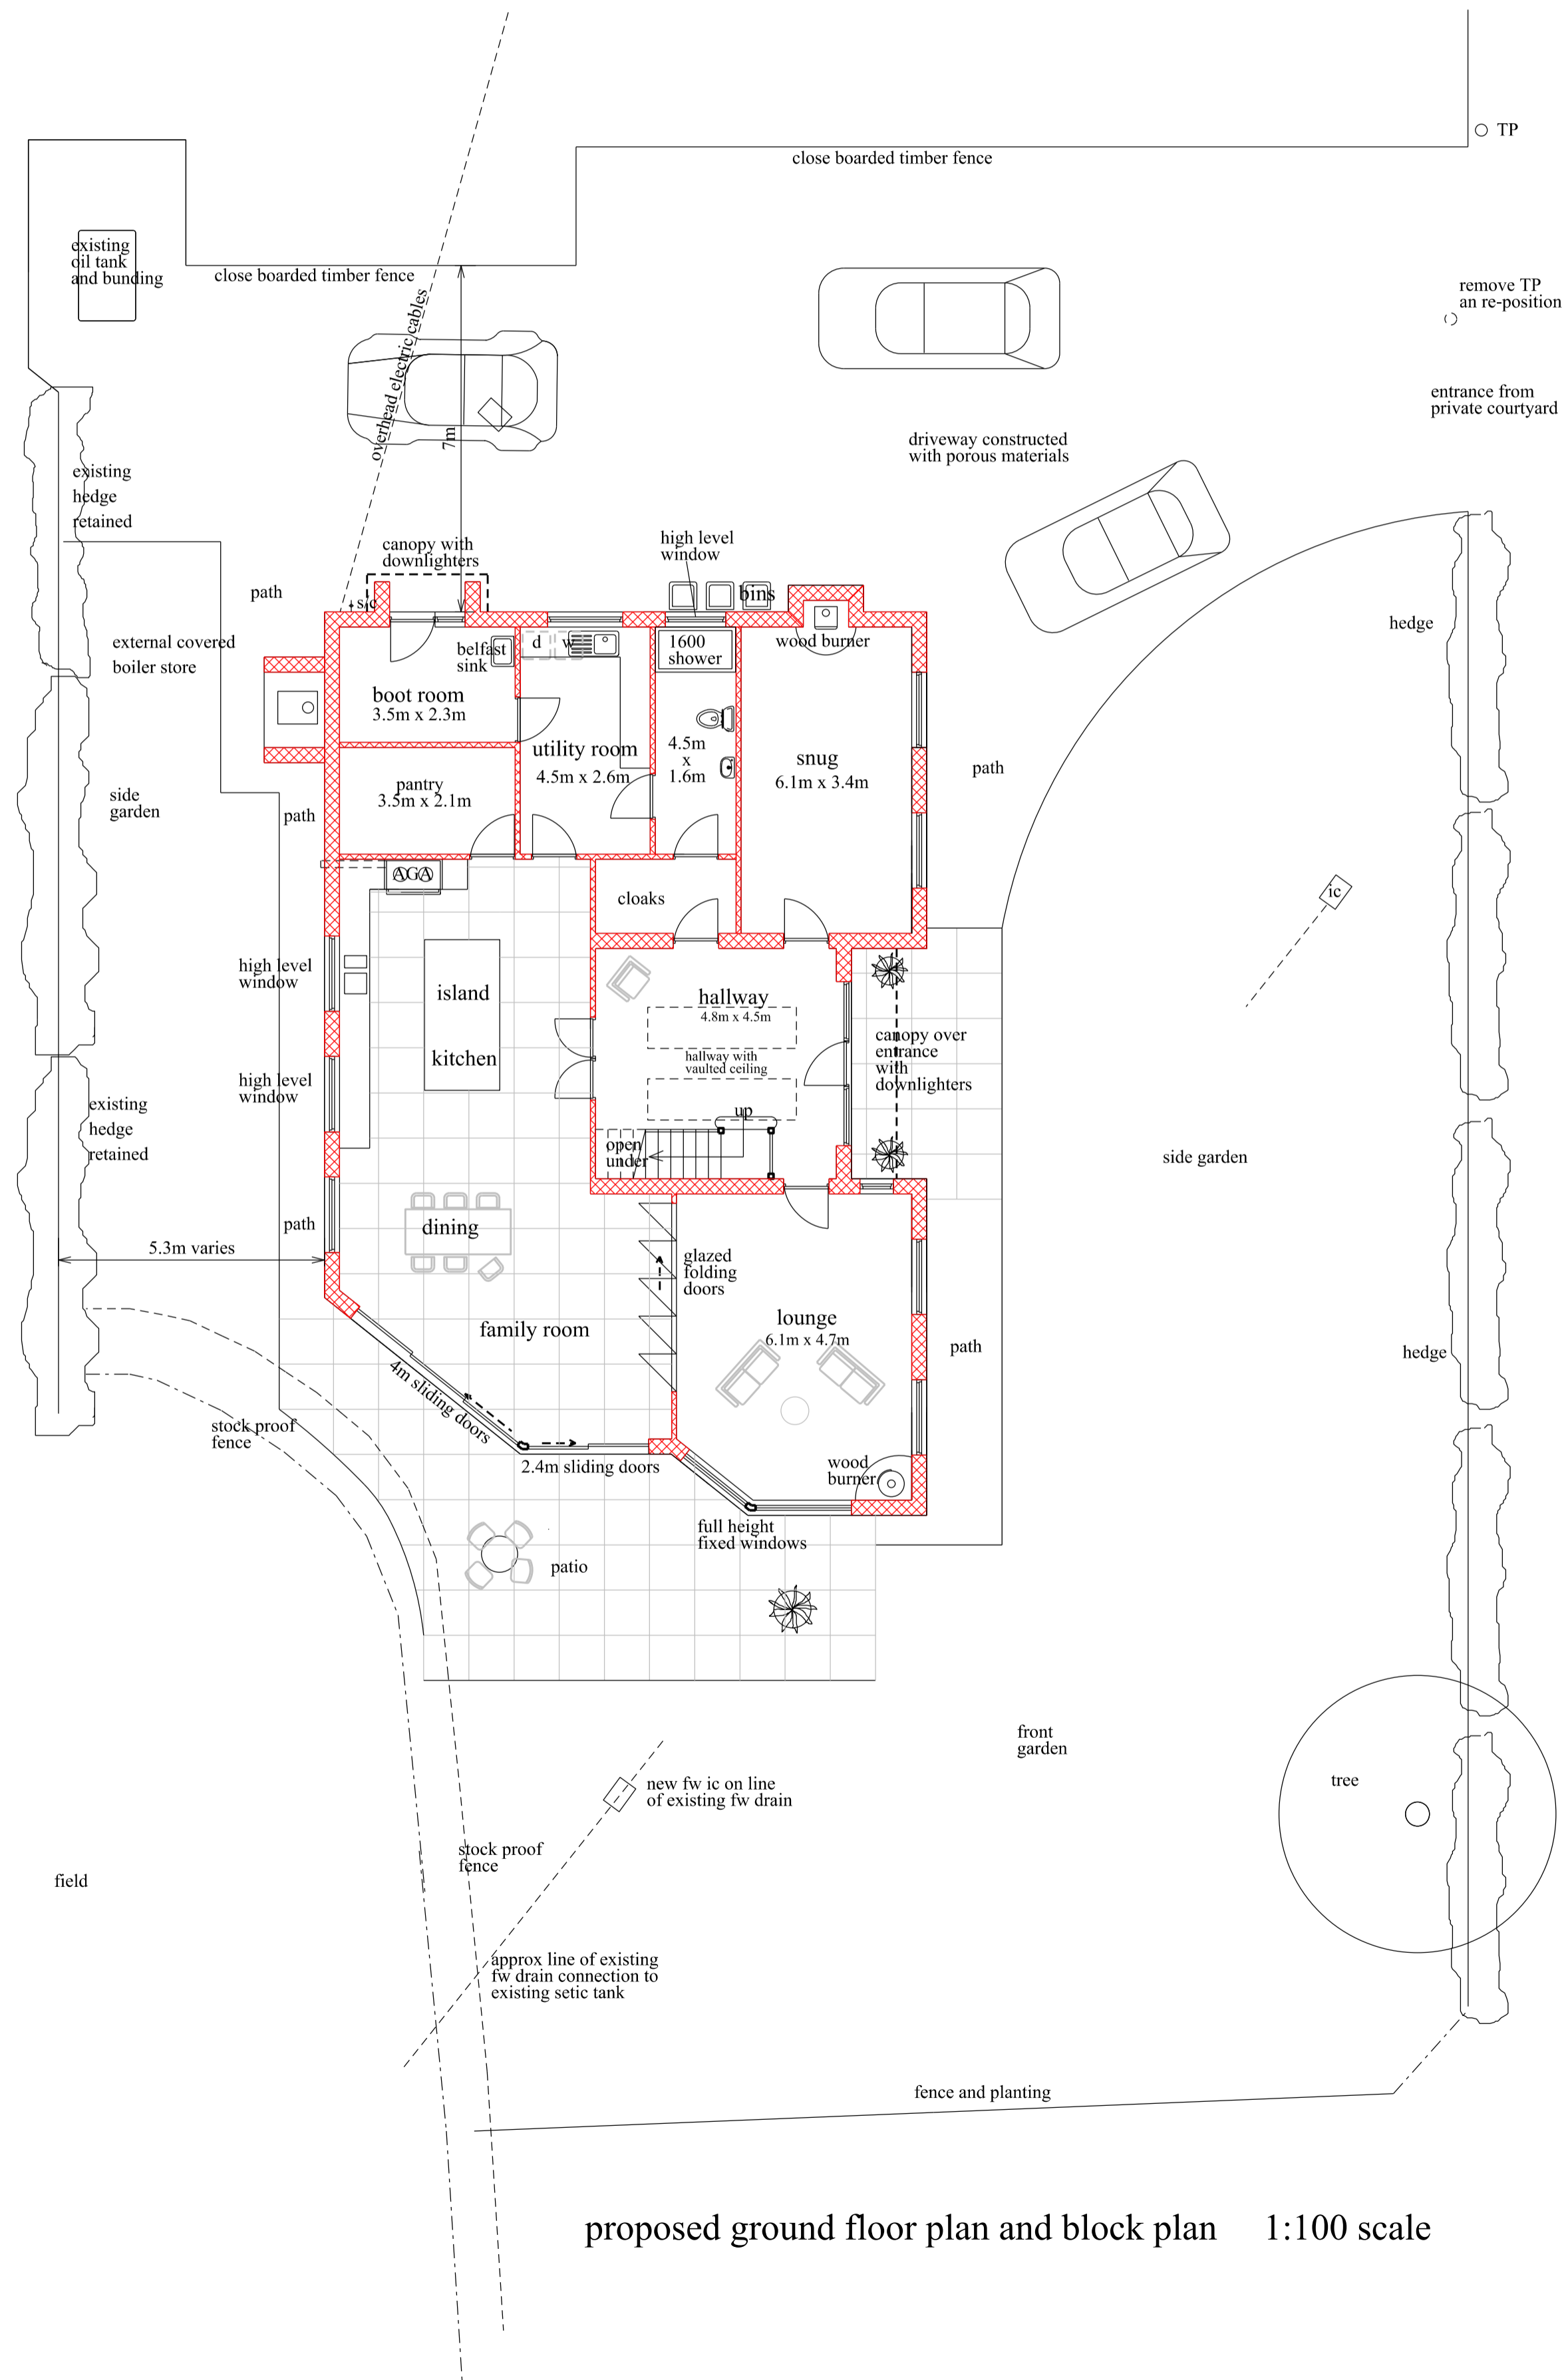 TP
close boarded timber fence
existing
oil tank
and bunding
close boarded timber fence
remove TP
an re-position
overhead electric cables
7m
entrance from
private courtyard
driveway constructed
with porous materials
existing
hedge
retained
canopy with
downlighters
high level
window
path
s/c
bins
hedge
external covered
boiler store
belfast
sink
d
w
1600
shower
wood burner
boot room
3.5m x 2.3m
utility room
4.5m x 2.6m
4.5m
x
1.6m
snug
6.1m x 3.4m
path
pantry
3.5m x 2.1m
side
garden
path
AGA
cloaks
ic
high level
window
island
hallway
4.8m x 4.5m
canopy over
entrance
with
downlighters
kitchen
hallway with
vaulted ceiling
high level
window
existing
hedge
retained
up
open
under
side garden
path
dining
5.3m varies
glazed
folding
doors
family room
lounge
6.1m x 4.7m
path
hedge
4m sliding doors
stock proof
fence
2.4m sliding doors
wood
burner
full height
fixed windows
patio
front
garden
tree
new fw ic on line
of existing fw drain
stock proof
fence
field
approx line of existing
fw drain connection to
existing setic tank
fence and planting
proposed ground floor plan and block plan 1:100 scale